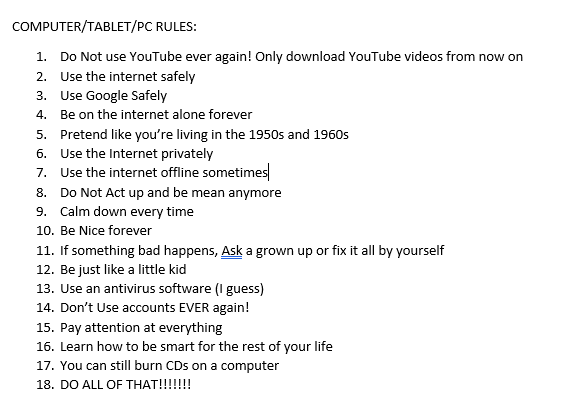 COMPUTER/TABLET/PC RULES:
1. Do Not use YouTube ever again! Only download YouTube videos from now on
2. Use the internet safely
3. Use Google Safely
4. Be on the internet alone forever
5. Pretend like you’re living in the 1950s and 1960s
6. Use the Internet privately
7. Use the internet offline sometimes
8. Do Not Act up and be mean anymore
9. Calm down every time
10. Be Nice forever
11. If something bad happens, Ask a grown up or fix it all by yourself
12. Be just like a little kid
13. Use an antivirus software (I guess)
14. Don’t Use accounts EVER again!
15. Pay attention at everything
16. Learn how to be smart for the rest of your life
17. You can still burn CDs on a computer
18. DO ALL OF THAT!!!!!!!